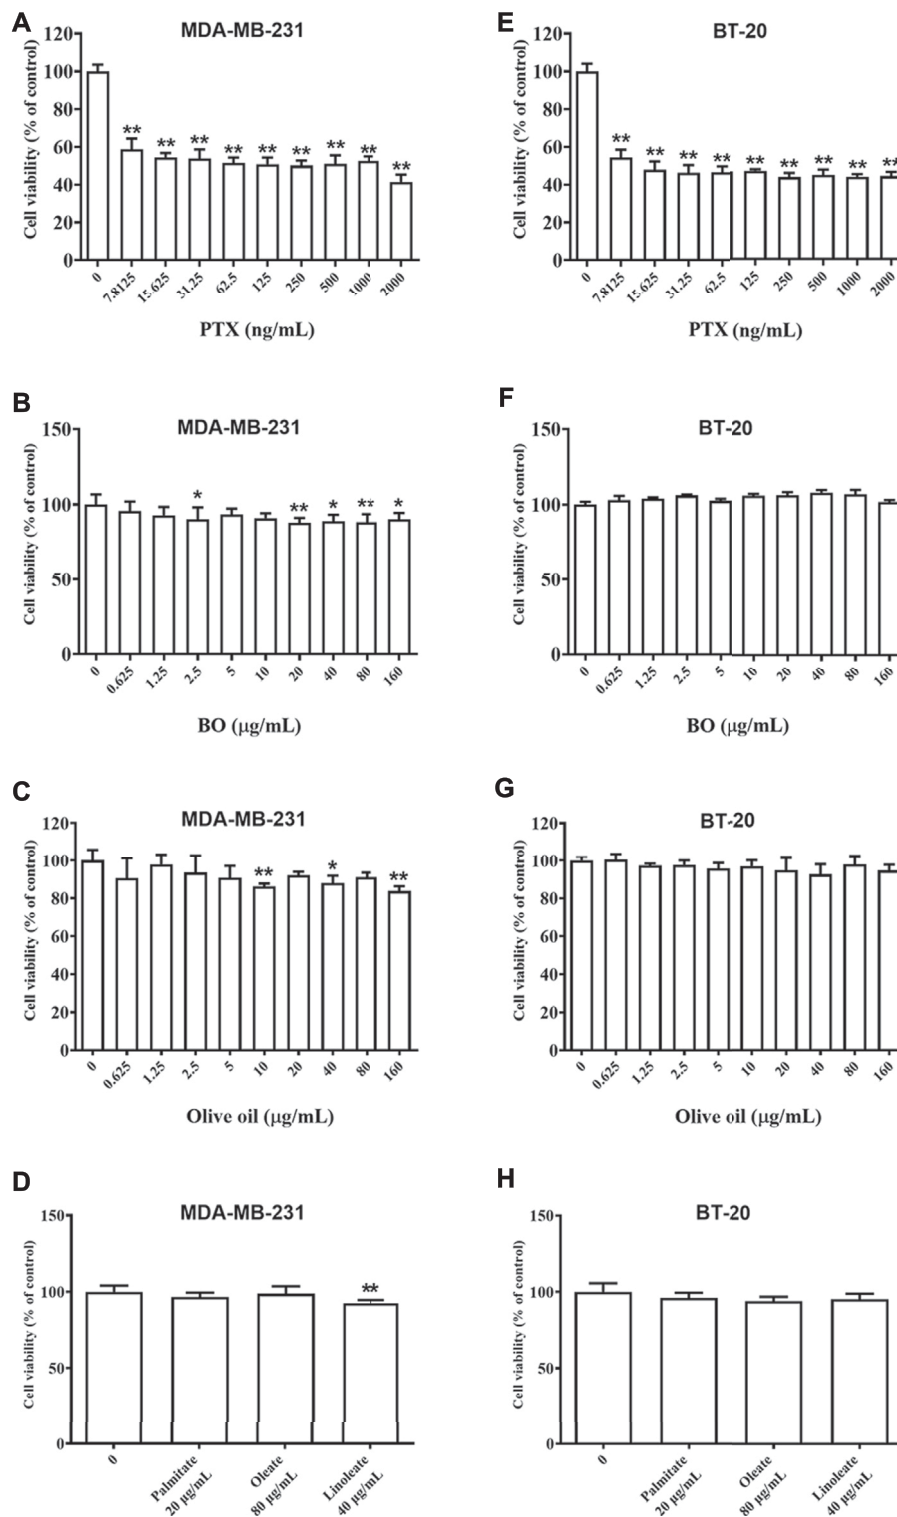 A
MDA-MB-231
Cell viability (% of control)
120
100
80
60
40
20
0
** ** ** ** ** ** ** ** **
0 7.8125 15.625 31.25 62.5 125 250 500 1000 2000
PTX (ng/mL)
E
BT-20
Cell viability (% of control)
120
100
80
60
40
20
0
** ** ** ** ** ** ** ** **
0 7.8125 15.625 31.25 62.5 125 250 500 1000 2000
PTX (ng/mL)
B
MDA-MB-231
Cell viability (% of control)
150
100
50
0
* ** * ** *
0 0.625 1.25 2.5 5 10 20 40 80 160
BO (μg/mL)
F
BT-20
Cell viability (% of control)
150
100
50
0
0 0.625 1.25 2.5 5 10 20 40 80 160
BO (μg/mL)
C
MDA-MB-231
Cell viability (% of control)
120
100
80
60
40
20
0
** * **
0 0.625 1.25 2.5 5 10 20 40 80 160
Olive oil (μg/mL)
G
BT-20
Cell viability (% of control)
120
100
80
60
40
20
0
0 0.625 1.25 2.5 5 10 20 40 80 160
Olive oil (μg/mL)
D
MDA-MB-231
Cell viability (% of control)
150
100
50
0
**
0
Palmitate
20 μg/mL
Oleate
80 μg/mL
Linoleate
40 μg/mL
H
BT-20
Cell viability (% of control)
150
100
50
0
0
Palmitate
20 μg/mL
Oleate
80 μg/mL
Linoleate
40 μg/mL